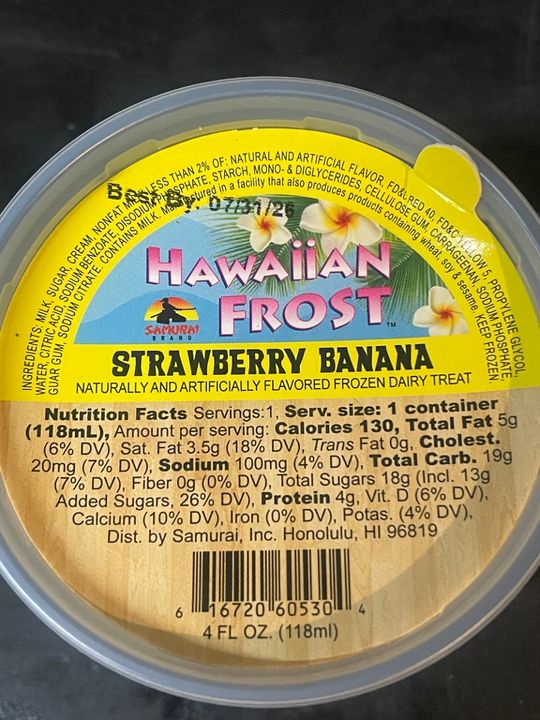 INGREDIENTS: MILK, SUGAR, CREAM, NONFAT MILK, LESS THAN 2% OF: NATURAL AND ARTIFICIAL FLAVOR, FD&C RED 40, FD&C YELLOW 5, PROPYLENE GLYCOL
WATER, CITRIC ACID, SODIUM BENZOATE, DISODIUM PHOSPHATE, STARCH, MONO- & DIGLYCERIDES, CELLULOSE GUM, CARRAGEENAN, SODIUM PHOSPHATE,
GUAR GUM, SODIUM CITRATE. CONTAINS MILK. Manufactured in a facility that also produces products containing wheat, soy & sesame. KEEP FROZEN.
Best By: 07/31/26
HAWAIIAN
FROST™
SAMURAI
BRAND
STRAWBERRY BANANA
NATURALLY AND ARTIFICIALLY FLAVORED FROZEN DAIRY TREAT
Nutrition Facts Servings:1, Serv. size: 1 container
(118mL), Amount per serving: Calories 130, Total Fat 5g
(6% DV), Sat. Fat 3.5g (18% DV), Trans Fat 0g, Cholest.
20mg (7% DV), Sodium 100mg (4% DV), Total Carb. 19g
(7% DV), Fiber 0g (0% DV), Total Sugars 18g (Incl. 13g
Added Sugars, 26% DV), Protein 4g, Vit. D (6% DV),
Calcium (10% DV), Iron (0% DV), Potas. (4% DV),
Dist. by Samurai, Inc. Honolulu, HI 96819
6 16720 60530 4
4 FL OZ. (118ml)